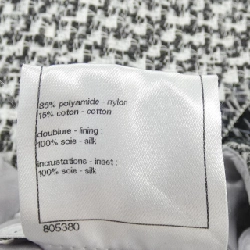 85% polyamide - nylon
15% coton - cotton
doublure - lining :
100% soie - silk
incrustations - inset :
100% soie - silk
805380